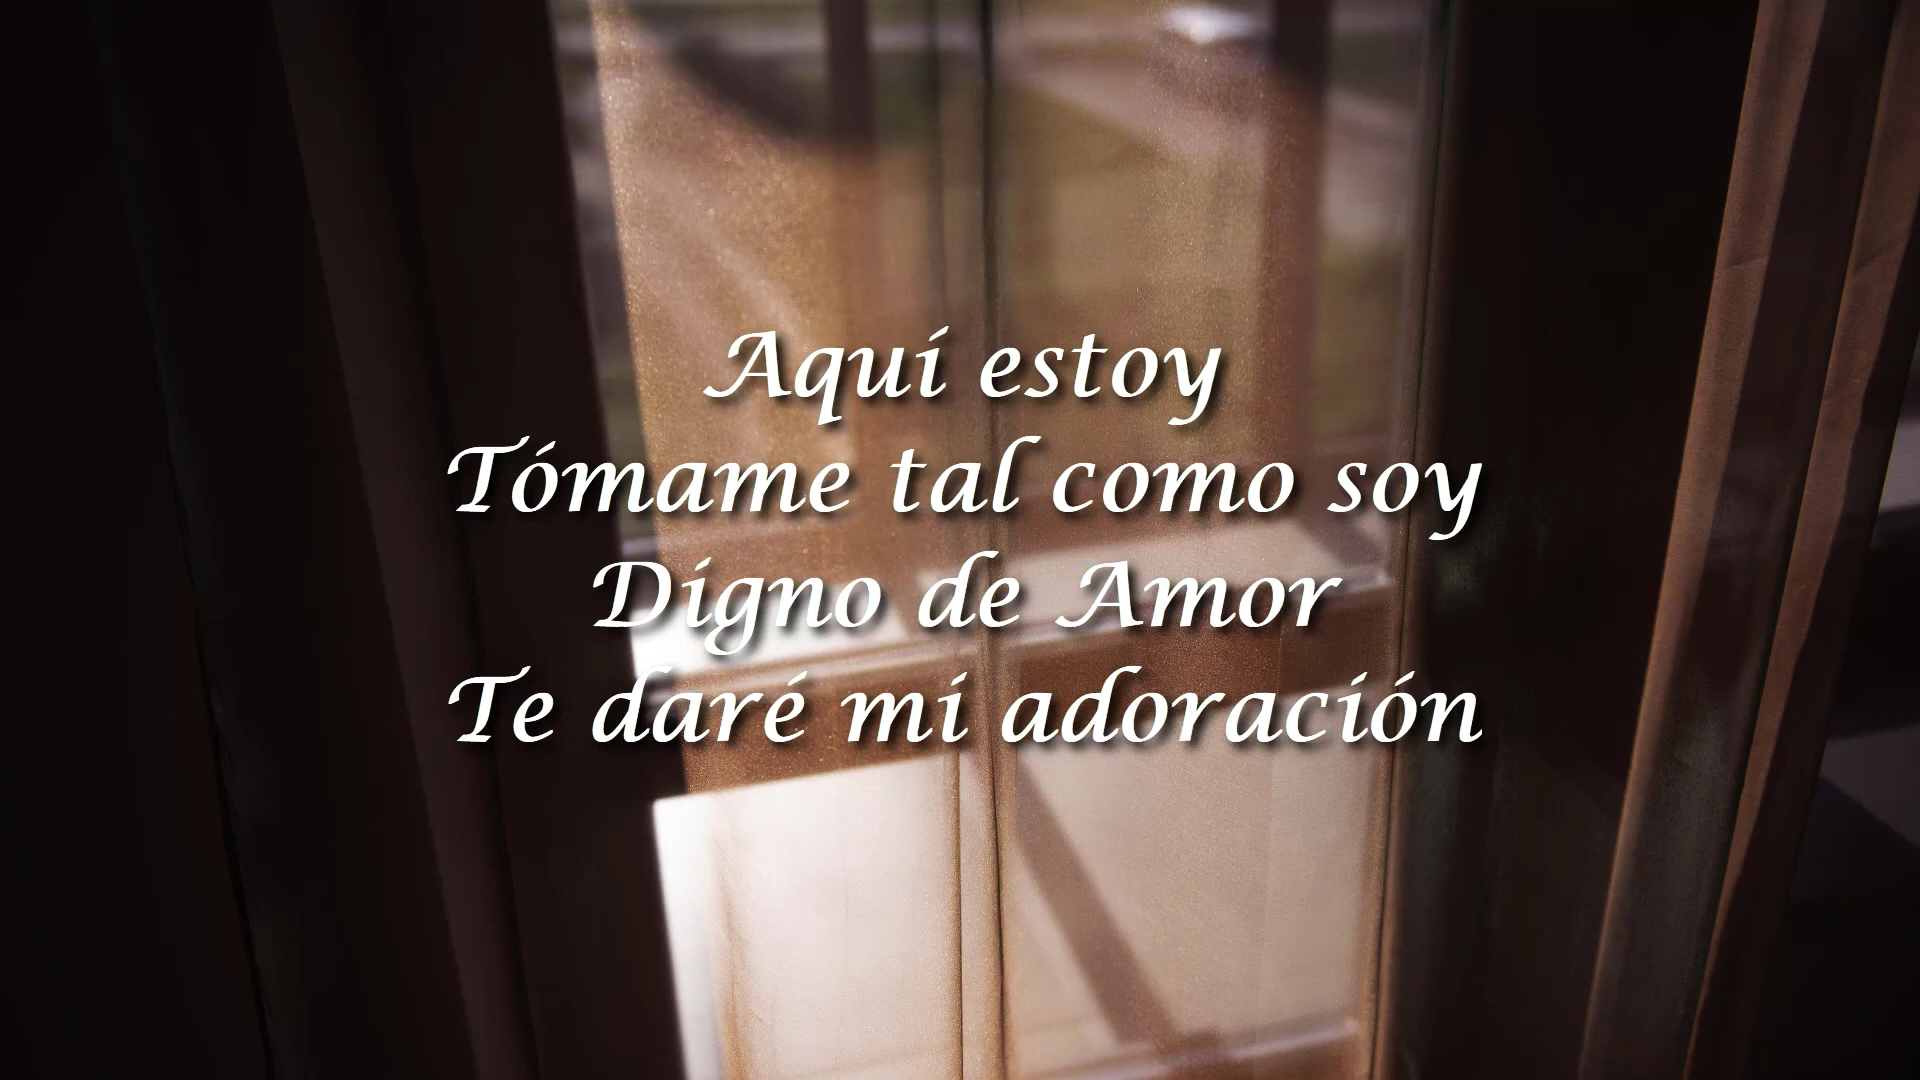 Aquí estoy
Tómame tal como soy
Digno de Amor
Te daré mi adoración